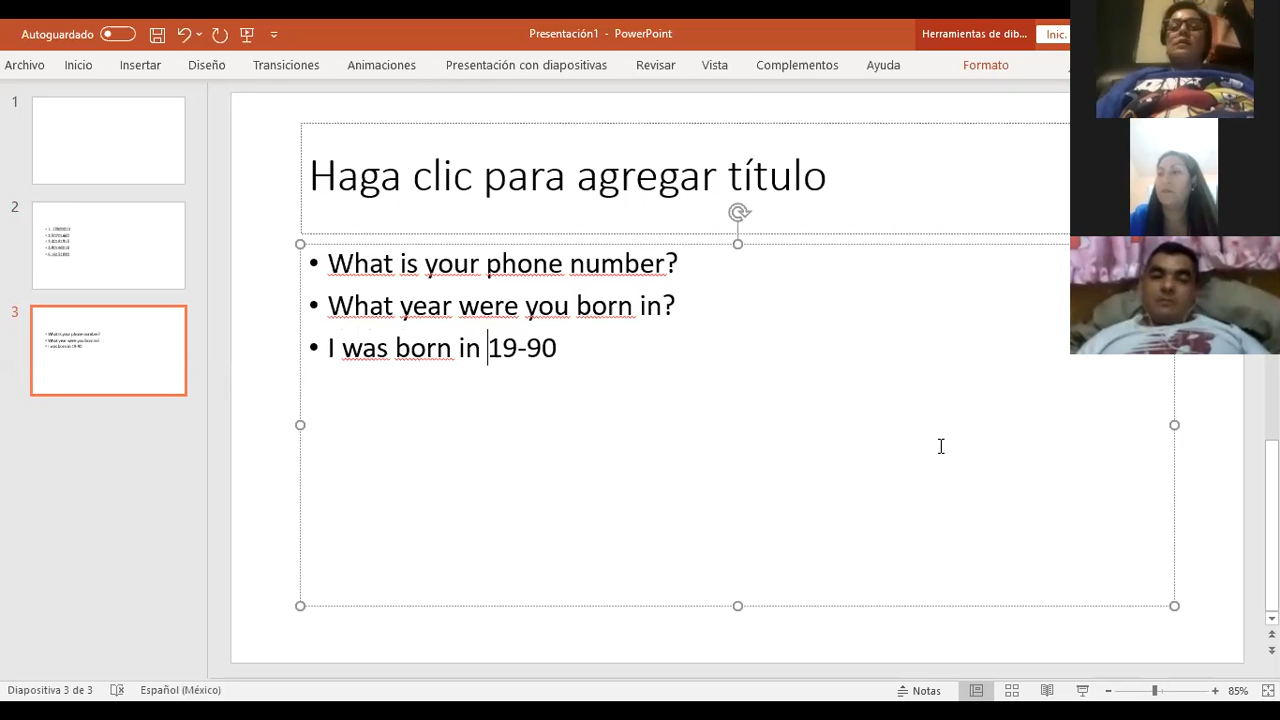 Autoguardado
Presentación1 - PowerPoint
Herramientas de dib...
Inic.
Archivo Inicio Insertar Diseño Transiciones Animaciones Presentación con diapositivas Revisar Vista Complementos Ayuda Formato
1
2
3
Haga clic para agregar título
• What is your phone number?
• What year were you born in?
• I was born in 19-90
Diapositiva 3 de 3
Español (México)
Notas
85%